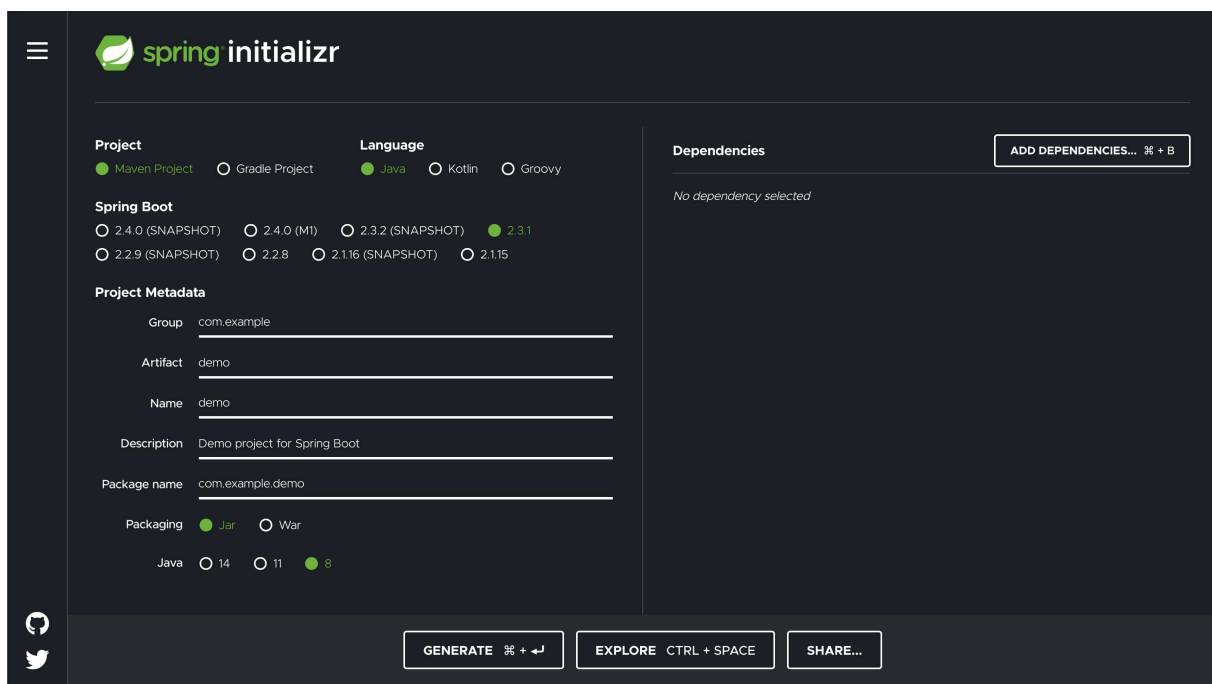 spring initializr
Project
Maven Project Gradle Project
Language
Java Kotlin Groovy
Spring Boot
2.4.0 (SNAPSHOT) 2.4.0 (M1) 2.3.2 (SNAPSHOT) 2.3.1
2.2.9 (SNAPSHOT) 2.2.8 2.1.16 (SNAPSHOT) 2.1.15
Project Metadata
Group com.example
Artifact demo
Name demo
Description Demo project for Spring Boot
Package name com.example.demo
Packaging Jar War
Java 14 11 8
Dependencies
ADD DEPENDENCIES... ⌘ + B
No dependency selected
GENERATE ⌘ + ↵
EXPLORE CTRL + SPACE
SHARE...